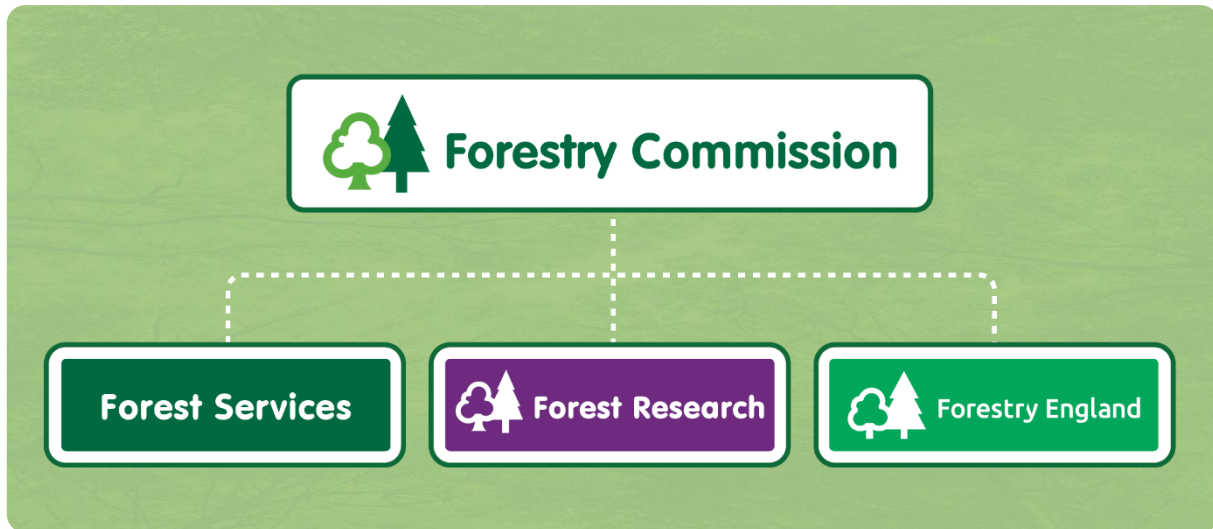 Forestry Commission
Forest Services
Forest Research
Forestry England